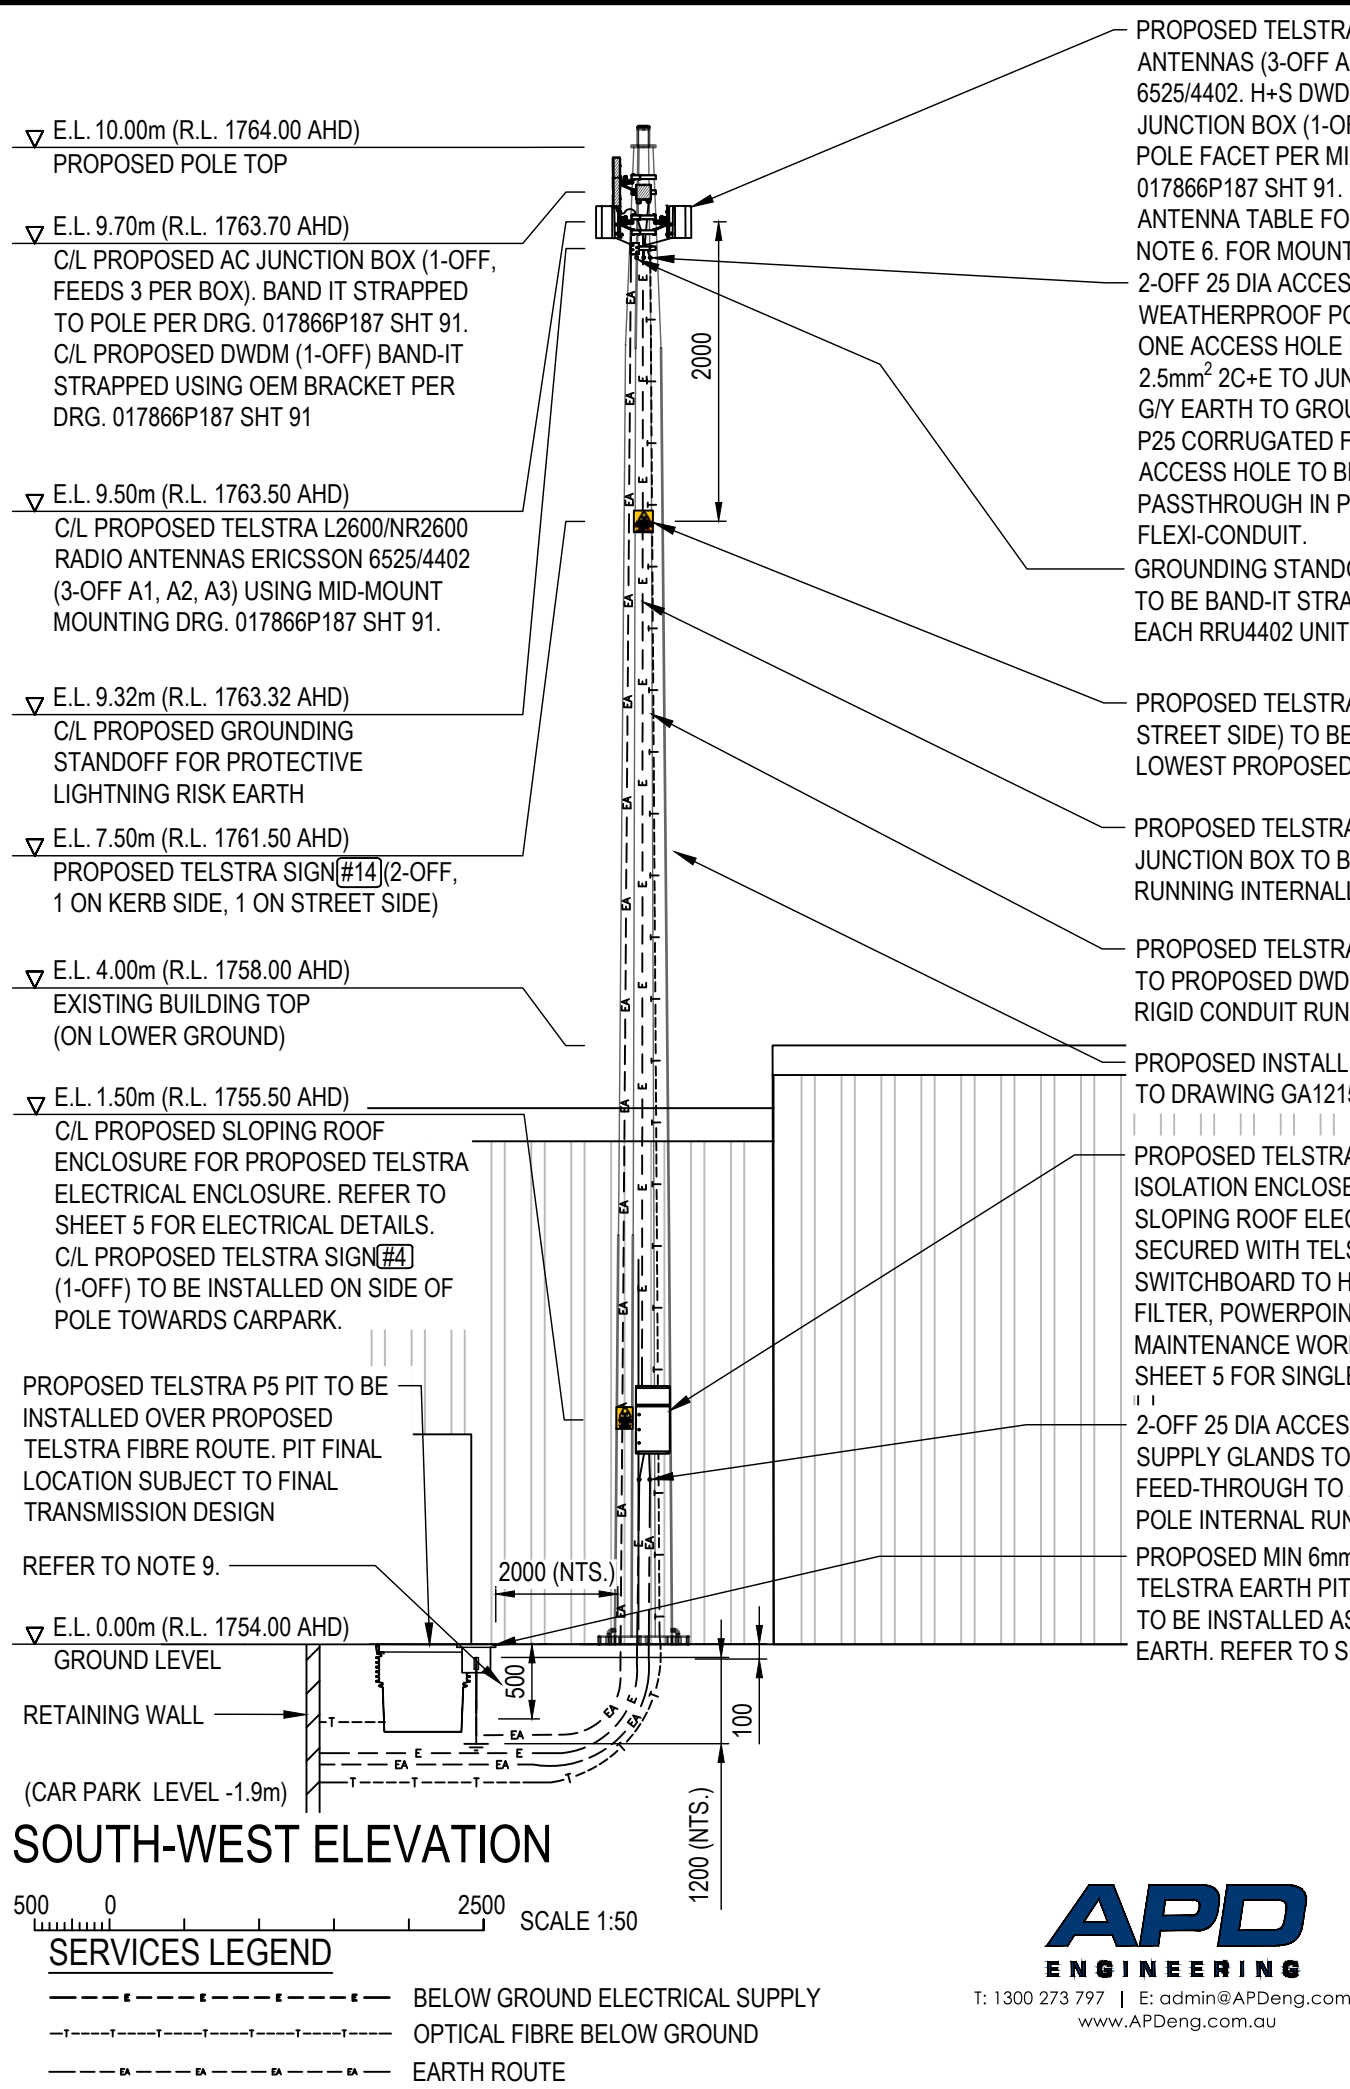 E.L. 10.00m (R.L. 1764.00 AHD)
PROPOSED POLE TOP
E.L. 9.70m (R.L. 1763.70 AHD)
C/L PROPOSED AC JUNCTION BOX (1-OFF,
FEEDS 3 PER BOX). BAND IT STRAPPED
TO POLE PER DRG. 017866P187 SHT 91.
C/L PROPOSED DWDM (1-OFF) BAND-IT
STRAPPED USING OEM BRACKET PER
DRG. 017866P187 SHT 91
E.L. 9.50m (R.L. 1763.50 AHD)
C/L PROPOSED TELSTRA L2600/NR2600
RADIO ANTENNAS ERICSSON 6525/4402
(3-OFF A1, A2, A3) USING MID-MOUNT
MOUNTING DRG. 017866P187 SHT 91.
E.L. 9.32m (R.L. 1763.32 AHD)
C/L PROPOSED GROUNDING
STANDOFF FOR PROTECTIVE
LIGHTNING RISK EARTH
E.L. 7.50m (R.L. 1761.50 AHD)
PROPOSED TELSTRA SIGN #14 (2-OFF,
1 ON KERB SIDE, 1 ON STREET SIDE)
E.L. 4.00m (R.L. 1758.00 AHD)
EXISTING BUILDING TOP
(ON LOWER GROUND)
E.L. 1.50m (R.L. 1755.50 AHD)
C/L PROPOSED SLOPING ROOF
ENCLOSURE FOR PROPOSED TELSTRA
ELECTRICAL ENCLOSURE. REFER TO
SHEET 5 FOR ELECTRICAL DETAILS.
C/L PROPOSED TELSTRA SIGN #4
(1-OFF) TO BE INSTALLED ON SIDE OF
POLE TOWARDS CARPARK.
PROPOSED TELSTRA P5 PIT TO BE
INSTALLED OVER PROPOSED
TELSTRA FIBRE ROUTE. PIT FINAL
LOCATION SUBJECT TO FINAL
TRANSMISSION DESIGN
REFER TO NOTE 9.
E.L. 0.00m (R.L. 1754.00 AHD)
GROUND LEVEL
RETAINING WALL
(CAR PARK LEVEL -1.9m)
2000
2000 (NTS.)
500
100
1200 (NTS.)
PROPOSED TELSTRA
ANTENNAS (3-OFF A
6525/4402. H+S DWD
JUNCTION BOX (1-OF
POLE FACET PER MI
017866P187 SHT 91.
ANTENNA TABLE FO
NOTE 6. FOR MOUNT
2-OFF 25 DIA ACCES
WEATHERPROOF PO
ONE ACCESS HOLE
2.5mm² 2C+E TO JUN
G/Y EARTH TO GROU
P25 CORRUGATED F
ACCESS HOLE TO BE
PASSTHROUGH IN P
FLEXI-CONDUIT.
GROUNDING STANDO
TO BE BAND-IT STRA
EACH RRU4402 UNIT
PROPOSED TELSTRA
STREET SIDE) TO BE
LOWEST PROPOSED
PROPOSED TELSTRA
JUNCTION BOX TO B
RUNNING INTERNALL
PROPOSED TELSTRA
TO PROPOSED DWD
RIGID CONDUIT RUN
PROPOSED INSTALL
TO DRAWING GA1215
PROPOSED TELSTRA
ISOLATION ENCLOSE
SLOPING ROOF ELEC
SECURED WITH TELS
SWITCHBOARD TO H
FILTER, POWERPOIN
MAINTENANCE WOR
SHEET 5 FOR SINGLE
2-OFF 25 DIA ACCES
SUPPLY GLANDS TO
FEED-THROUGH TO
POLE INTERNAL RUN
PROPOSED MIN 6mm
TELSTRA EARTH PIT
TO BE INSTALLED AS
EARTH. REFER TO S
SOUTH-WEST ELEVATION
500 0 2500 SCALE 1:50
SERVICES LEGEND
E E E E BELOW GROUND ELECTRICAL SUPPLY
T T T T T T OPTICAL FIBRE BELOW GROUND
EA EA EA EA EARTH ROUTE
APD
ENGINEERING
T: 1300 273 797 | E: admin@APDeng.com
www.APDeng.com.au